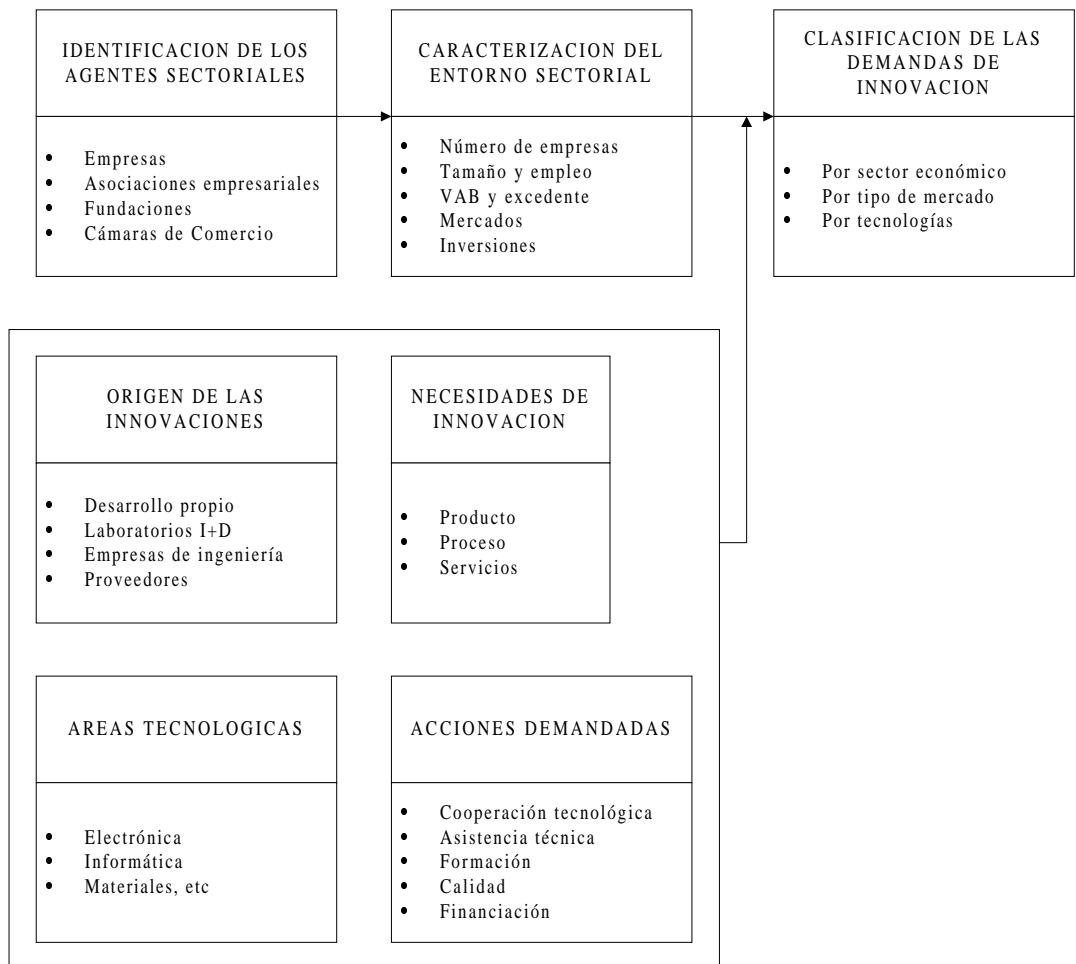 IDENTIFICACION DE LOS
AGENTES SECTORIALES
• Empresas
• Asociaciones empresariales
• Fundaciones
• Cámaras de Comercio
CARACTERIZACION DEL
ENTORNO SECTORIAL
• Número de empresas
• Tamaño y empleo
• VAB y excedente
• Mercados
• Inversiones
CLASIFICACION DE LAS
DEMANDAS DE
INNOVACION
• Por sector económico
• Por tipo de mercado
• Por tecnologías
ORIGEN DE LAS
INNOVACIONES
• Desarrollo propio
• Laboratorios I+D
• Empresas de ingeniería
• Proveedores
NECESIDADES DE
INNOVACION
• Producto
• Proceso
• Servicios
AREAS TECNOLOGICAS
• Electrónica
• Informática
• Materiales, etc
ACCIONES DEMANDADAS
• Cooperación tecnológica
• Asistencia técnica
• Formación
• Calidad
• Financiación